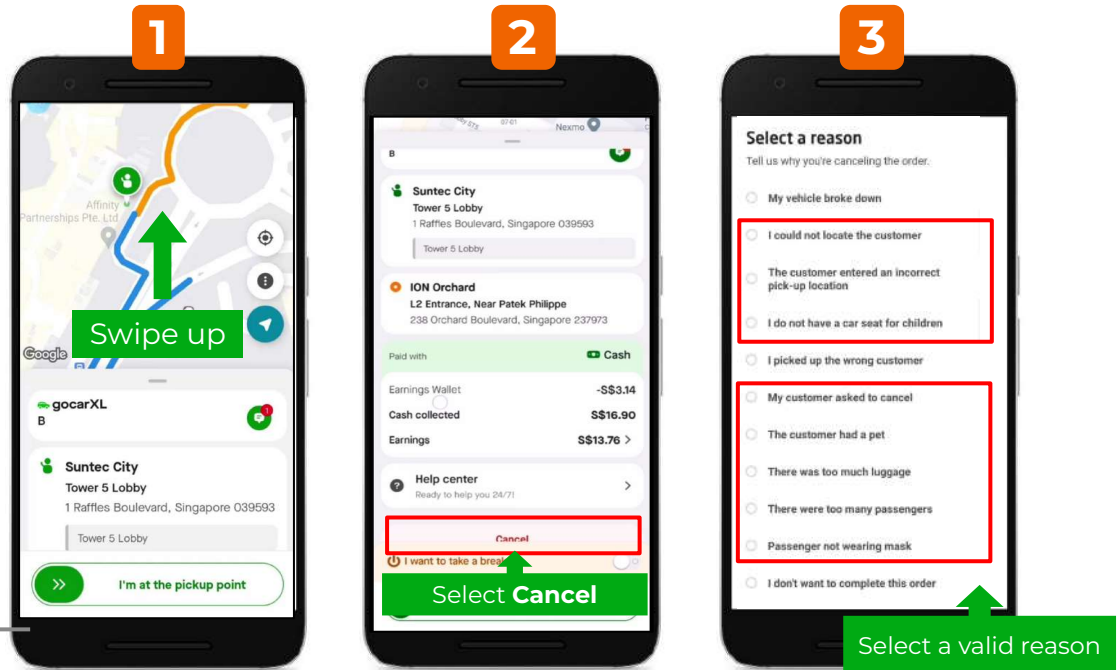 1
Affinity
Partnerships Pte. Ltd
Swipe up
Google
gocarXL
B
1
Suntec City
Tower 5 Lobby
1 Raffles Boulevard, Singapore 039593
Tower 5 Lobby
I'm at the pickup point
2
07-01
Nexmo
B
Suntec City
Tower 5 Lobby
1 Raffles Boulevard, Singapore 039593
Tower 5 Lobby
ION Orchard
L2 Entrance, Near Patek Philippe
238 Orchard Boulevard, Singapore 237973
Paid with
Cash
Earnings Wallet
-S$3.14
Cash collected
S$16.90
Earnings
S$13.76 >
Help center
Ready to help you 24/7!
Cancel
I want to take a break
Select Cancel
3
Select a reason
Tell us why you're canceling the order.
My vehicle broke down
I could not locate the customer
The customer entered an incorrect
pick-up location
I do not have a car seat for children
I picked up the wrong customer
My customer asked to cancel
The customer had a pet
There was too much luggage
There were too many passengers
Passenger not wearing mask
I don't want to complete this order
Select a valid reason